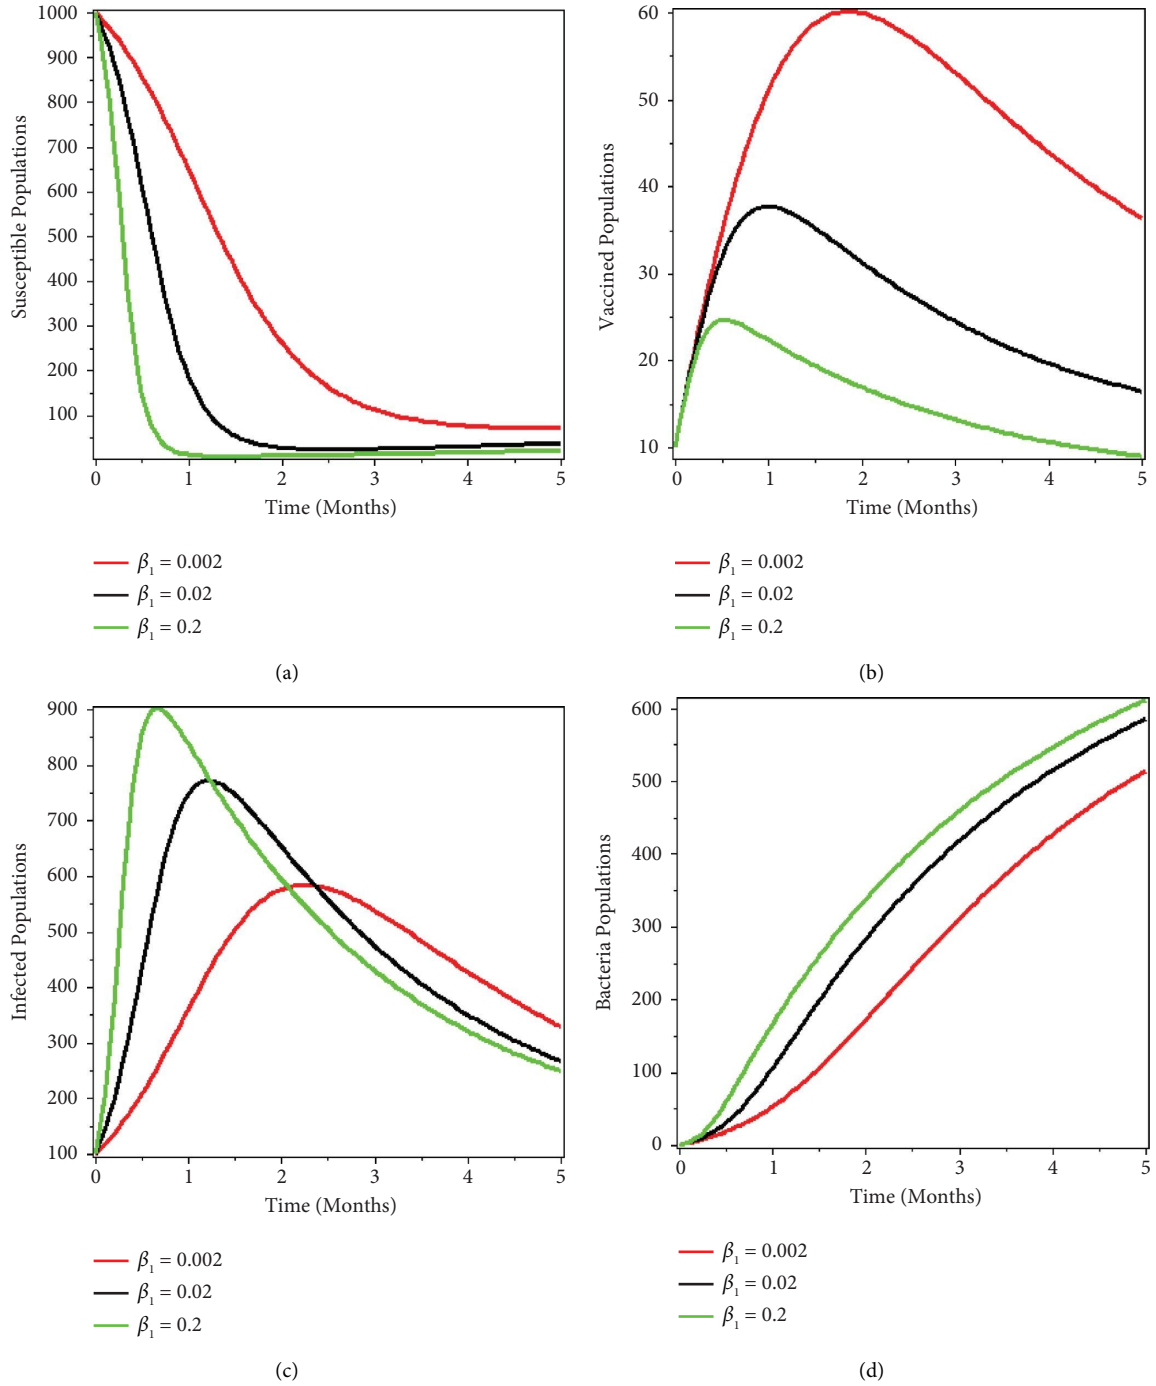 1000
900
800
700
600
500
400
300
200
100
Susceptible Populations
0 1 2 3 4 5
Time (Months)
β1 = 0.002
β1 = 0.02
β1 = 0.2
(a)
60
50
40
30
20
10
Vaccined Populations
0 1 2 3 4 5
Time (Months)
β1 = 0.002
β1 = 0.02
β1 = 0.2
(b)
900
800
700
600
500
400
300
200
100
Infected Populations
0 1 2 3 4 5
Time (Months)
β1 = 0.002
β1 = 0.02
β1 = 0.2
(c)
600
500
400
300
200
100
0
Bacteria Populations
0 1 2 3 4 5
Time (Months)
β1 = 0.002
β1 = 0.02
β1 = 0.2
(d)